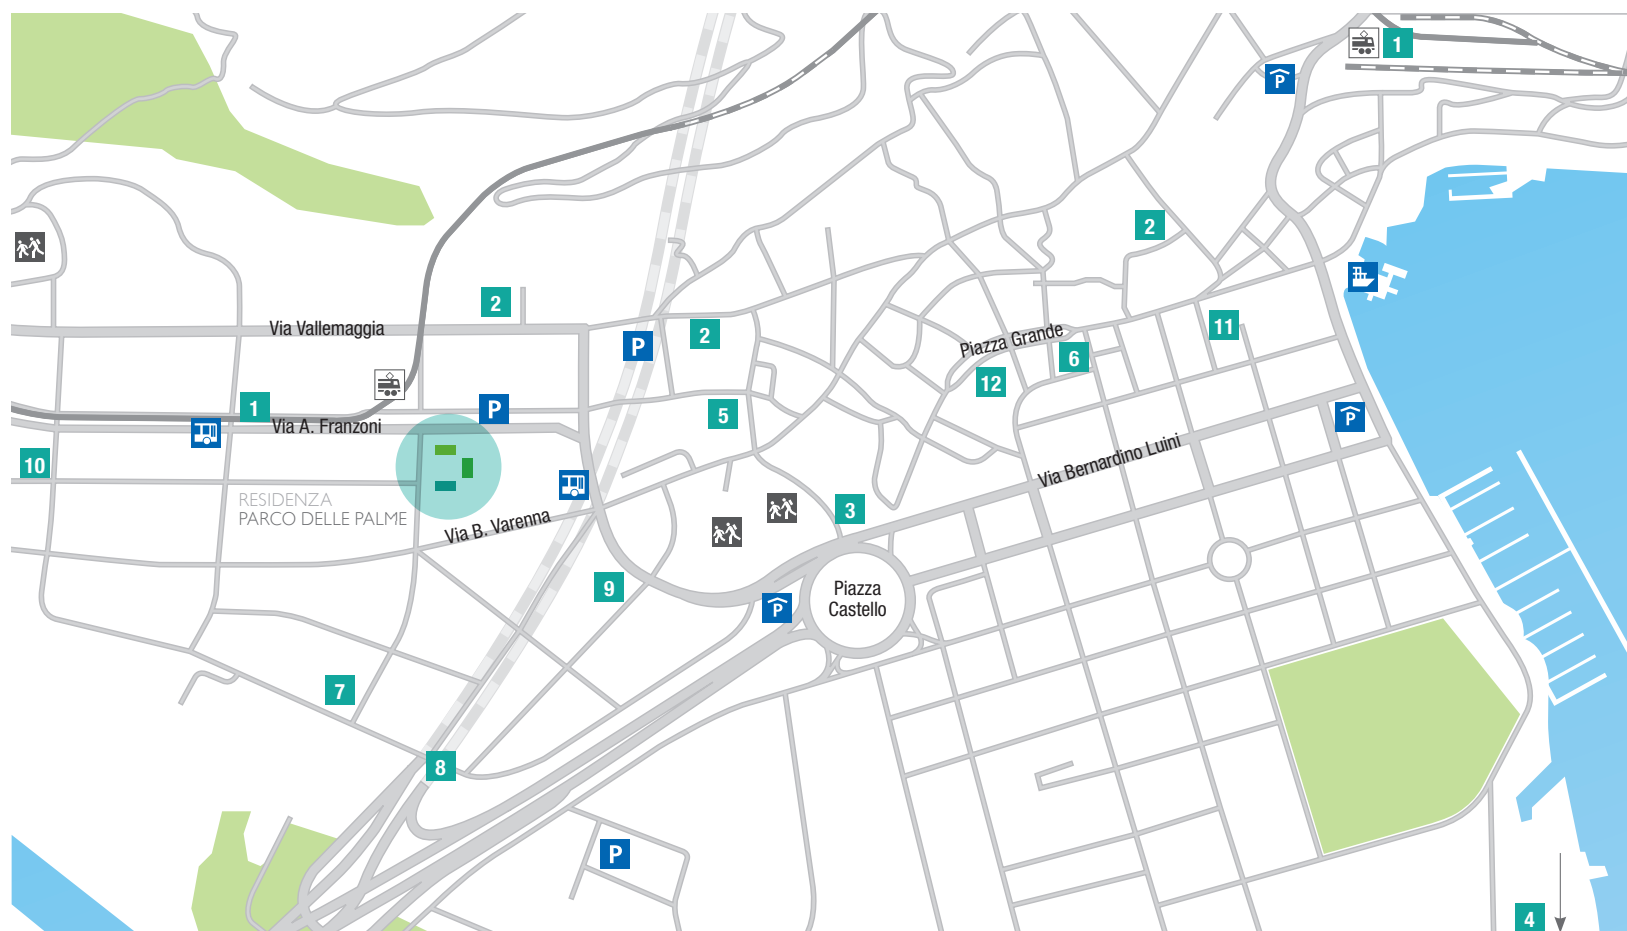 1
P
2
2
Via Vallemaggia
P
2
11
Piazza Grande
6
12
1
P
5
P
Via A. Franzoni
10
Via Bernardino Luini
RESIDENZA
PARCO DELLE PALME
Via B. Varenna
3
9
P
Piazza
Castello
7
8
P
4